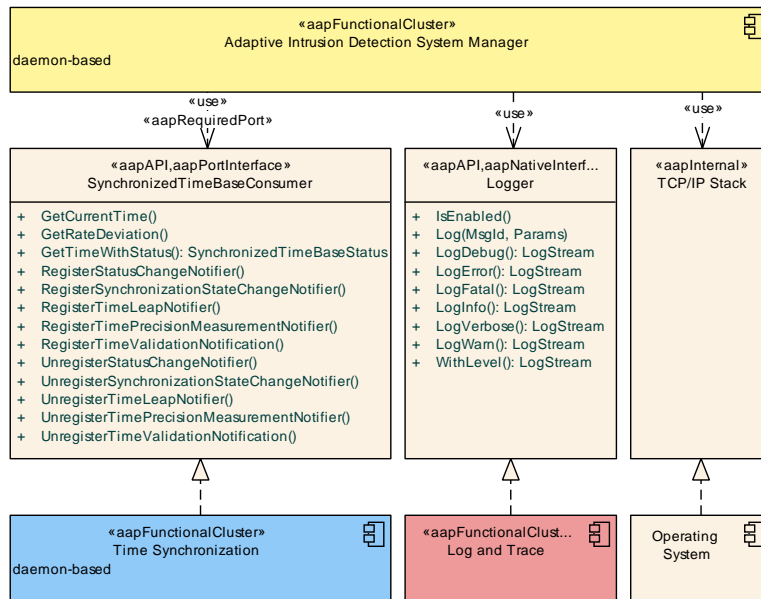 «aapFunctionalCluster»
Adaptive Intrusion Detection System Manager
daemon-based
«use»
«aapRequiredPort»
«use»
«use»
«aapAPI,aapPortInterface»
SynchronizedTimeBaseConsumer
+ GetCurrentTime()
+ GetRateDeviation()
+ GetTimeWithStatus(): SynchronizedTimeBaseStatus
+ RegisterStatusChangeNotifier()
+ RegisterSynchronizationStateChangeNotifier()
+ RegisterTimeLeapNotifier()
+ RegisterTimePrecisionMeasurementNotifier()
+ RegisterTimeValidationNotification()
+ UnregisterStatusChangeNotifier()
+ UnregisterSynchronizationStateChangeNotifier()
+ UnregisterTimeLeapNotifier()
+ UnregisterTimePrecisionMeasurementNotifier()
+ UnregisterTimeValidationNotification()
«aapAPI,aapNativeInterf...
Logger
+ IsEnabled()
+ Log(MsgId, Params)
+ LogDebug(): LogStream
+ LogError(): LogStream
+ LogFatal(): LogStream
+ LogInfo(): LogStream
+ LogVerbose(): LogStream
+ LogWarn(): LogStream
+ WithLevel(): LogStream
«aapInternal»
TCP/IP Stack
«aapFunctionalCluster»
Time Synchronization
daemon-based
«aapFunctionalClust...
Log and Trace
Operating
System